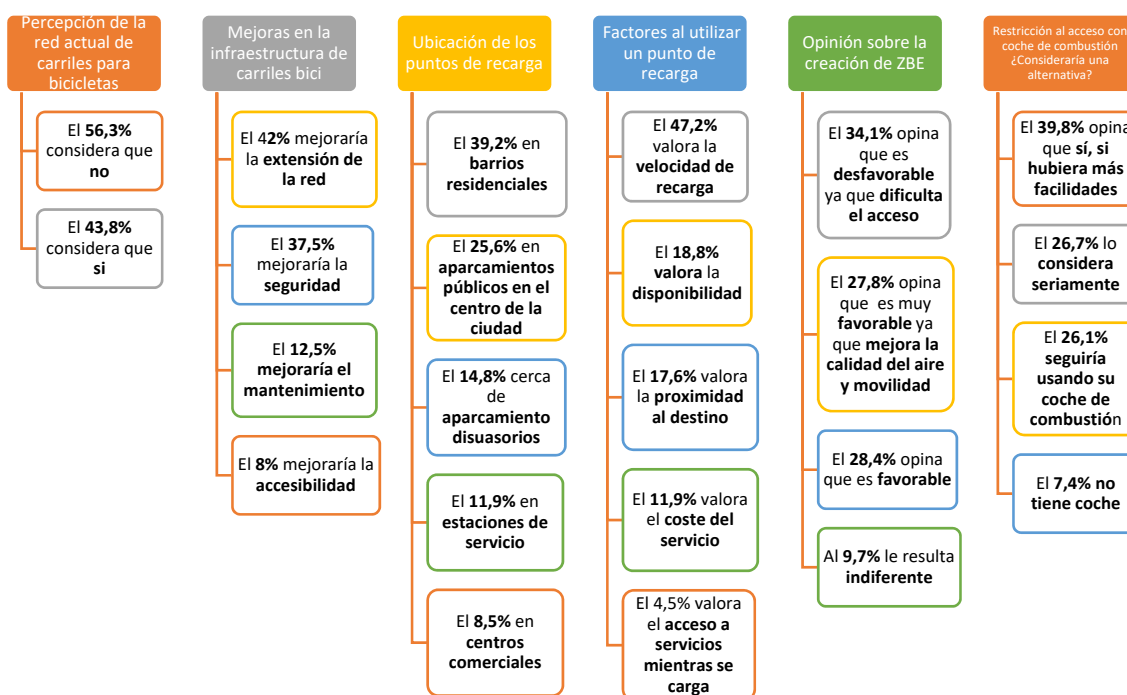 Percepción de la
red actual de
carriles para
bicicletas
El 56,3%
considera que
no
El 43,8%
considera que
si
Mejoras en la
infraestructura de
carriles bici
El 42% mejoraría
la extensión de
la red
El 37,5%
mejoraría la
seguridad
El 12,5%
mejoraría el
mantenimiento
El 8% mejoraría la
accesibilidad
Ubicación de los
puntos de recarga
El 39,2% en
barrios
residenciales
El 25,6% en
aparcamientos
públicos en el
centro de la
ciudad
El 14,8% cerca
de
aparcamiento
disuasorios
El 11,9% en
estaciones de
servicio
El 8,5% en
centros
comerciales
Factores al utilizar
un punto de
recarga
El 47,2%
valora la
velocidad de
recarga
El 18,8%
valora la
disponibilidad
El 17,6% valora
la proximidad
al destino
El 11,9% valora
el coste del
servicio
El 4,5% valora
el acceso a
servicios
mientras se
carga
Opinión sobre la
creación de ZBE
El 34,1% opina
que es
desfavorable
ya que dificulta
el acceso
El 27,8% opina
que es muy
favorable ya
que mejora la
calidad del aire
y movilidad
El 28,4% opina
que es favorable
Al 9,7% le resulta
indiferente
Restricción al acceso con
coche de combustión
¿Consideraría una
alternativa?
El 39,8% opina
que sí, si
hubiera más
facilidades
El 26,7% lo
considera
seriamente
El 26,1%
seguiría
usando su
coche de
combustión
El 7,4% no
tiene coche